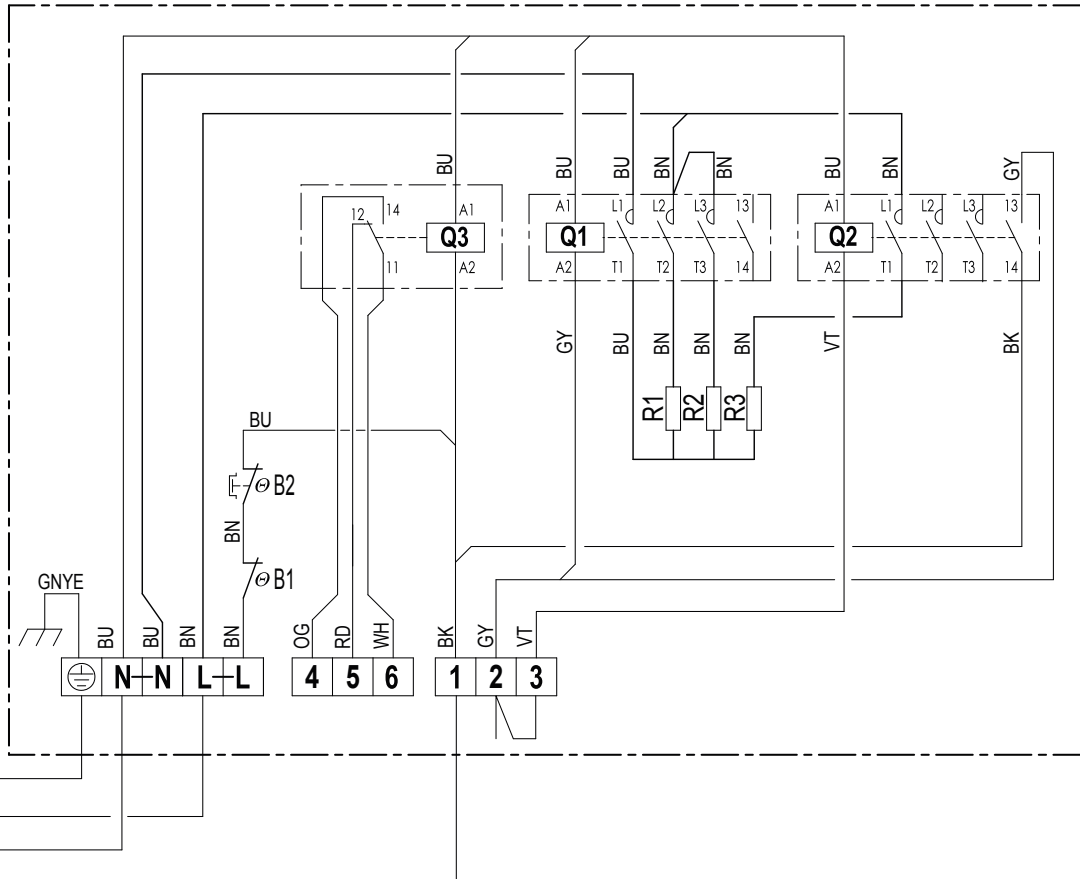 BU BU BU BN BN BU BN GY
12 14 A1 A1 L1 L2 L3 13 A1 L1 L2 L3 13
Q3 Q1 Q2
11 A2 A2 T1 T2 T3 14 A2 T1 T2 T3 14
GY BU BN BN BN VT BK
R1 R2 R3
BU
B2
BN
B1
GNYE
BU BU BN BN OG RD WH BK GY VT
N N L L 4 5 6 1 2 3